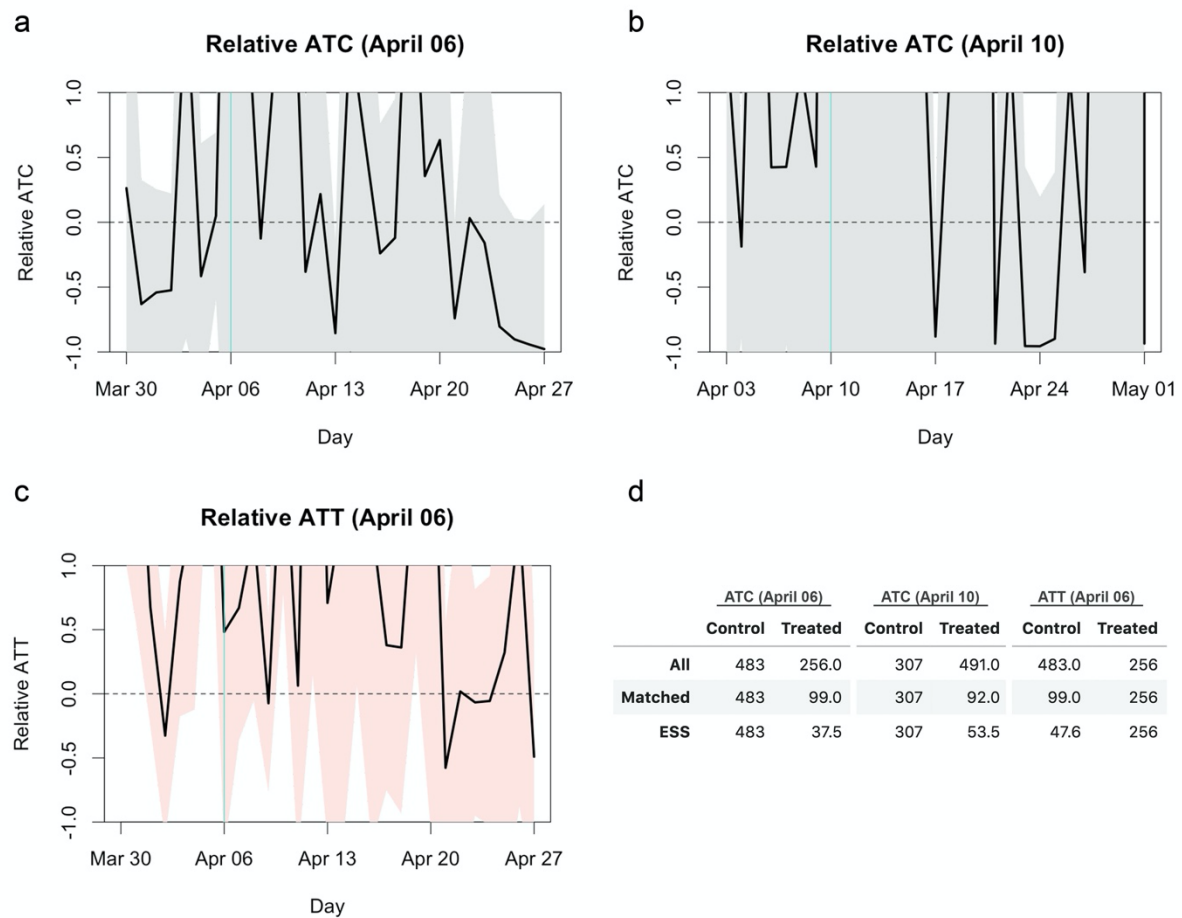 a
Relative ATC (April 06)
Relative ATC
1.0
0.5
0.0
-0.5
-1.0
Mar 30 Apr 06 Apr 13 Apr 20 Apr 27
Day
b
Relative ATC (April 10)
Relative ATC
1.0
0.5
0.0
-0.5
-1.0
Apr 03 Apr 10 Apr 17 Apr 24 May 01
Day
c
Relative ATT (April 06)
Relative ATT
1.0
0.5
0.0
-0.5
-1.0
Mar 30 Apr 06 Apr 13 Apr 20 Apr 27
Day
d
ATC (April 06) ATC (April 10) ATT (April 06)
Control Treated Control Treated Control Treated
All 483 256.0 307 491.0 483.0 256
Matched 483 99.0 307 92.0 99.0 256
ESS 483 37.5 307 53.5 47.6 256